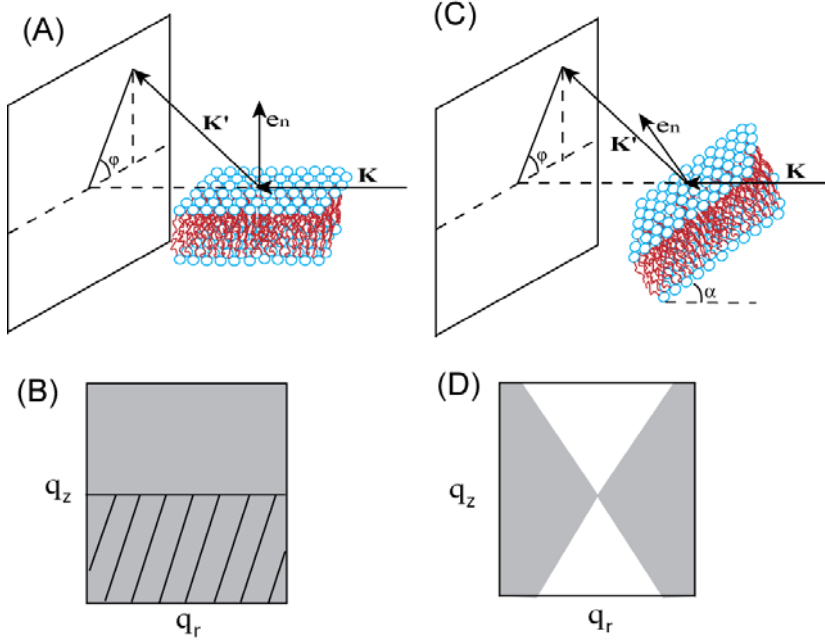 (A)
K'
e_n
φ
K
(C)
K'
e_n
φ
K
α
(B)
q_z
q_r
(D)
q_z
q_r